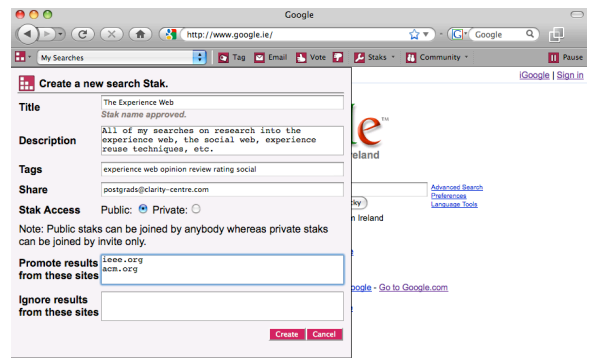 Google
http://www.google.ie/
G Google
My Searches
Tag
Email
Vote
Staks
Community
Pause
iGoogle | Sign in
Create a new search Stak.
Title
The Experience Web
Stak name approved.
Description
All of my searches on research into the
experience web, the social web, experience
reuse techniques, etc.
Tags
experience web opinion review rating social
Share
postgrads@clarity-centre.com
Stak Access
Public:
Private:
Note: Public staks can be joined by anybody whereas private staks
can be joined by invite only.
Promote results
from these sites
ieee.org
acm.org
Ignore results
from these sites
Create
Cancel
le™
eland
Advanced Search
Preferences
Language Tools
cky
n Ireland
oogle - Go to Google.com